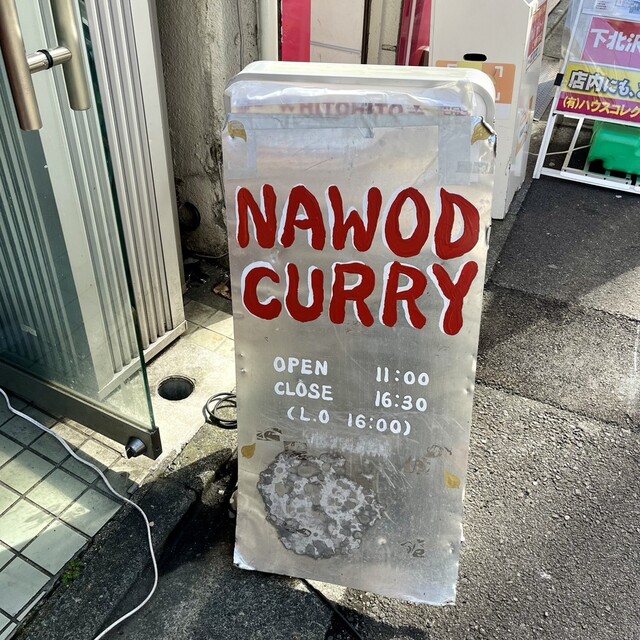 NAWOD
CURRY
OPEN 11:00
CLOSE 16:30
(L.O 16:00)
下北沢
店内にも、
(有)ハウスコレク